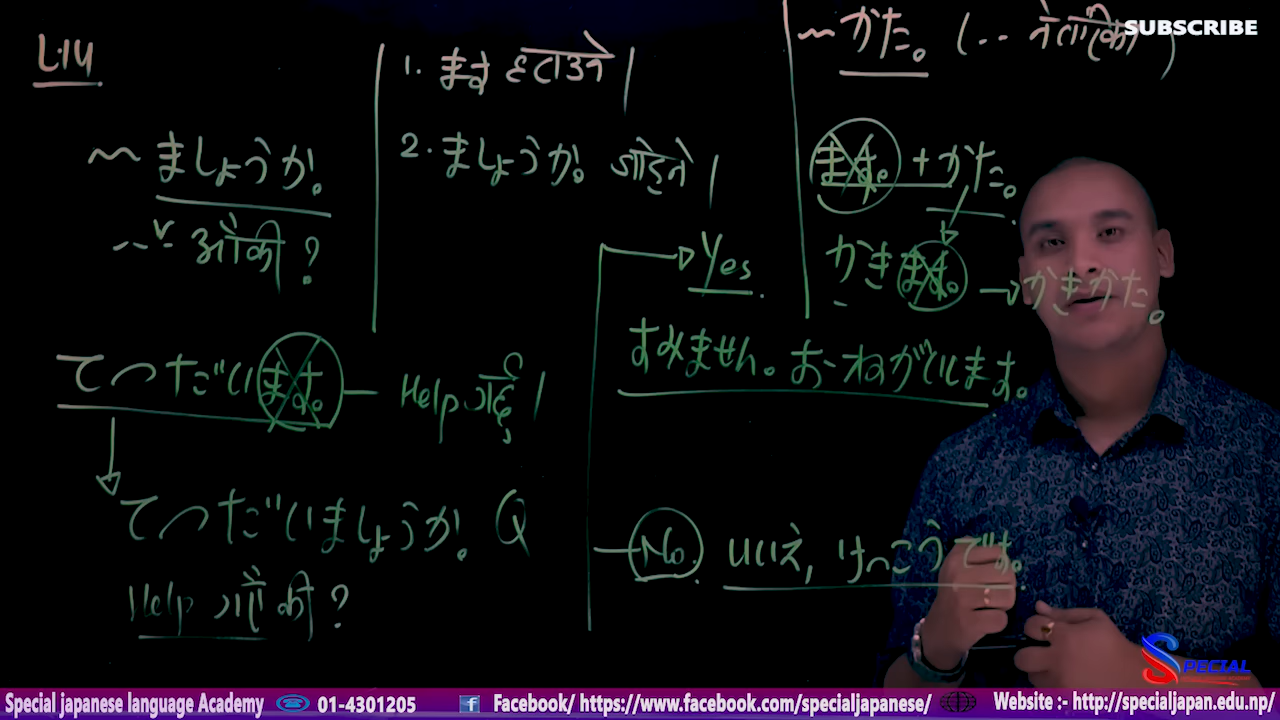 L.14
〜 ましょうか。
... ओकी ?
1. ます हटाउने |
2. ましょうか。 जोड्ने |
〜 かた。 (..
SUBSCRIBE
ます。 + かた。
かきます。 → かきかた。
てつだいます。 — Help गर्छु |
てつだいましょうか。 Q
Help गरौं की ?
Yes
すみません。 おーねがいします。
No. いいえ, けっこうです。
SPECIAL
Special japanese language Academy 01-4301205 Facebook/ https://www.facebook.com/specialjapanese/ Website :- http://specialjapan.edu.np/